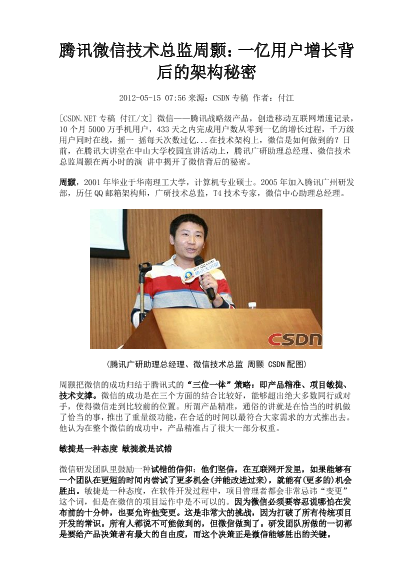 腾讯微信技术总监周颢：一亿用户增长背
后的架构秘密
2012-05-15 07:56 来源：CSDN 专稿 作者：付江
[CSDN.NET 专稿 付江/文] 微信——腾讯战略级产品，创造移动互联网增速记录，
10 个月 5000 万手机用户，433 天之内完成用户数从零到一亿的增长过程，千万级
用户同时在线，摇一 摇每天次数过亿...在技术架构上，微信是如何做到的？日
前，在腾讯大讲堂在中山大学校园宣讲活动上，腾讯广研助理总经理、微信技术
总监周颢在两小时的演 讲中揭开了微信背后的秘密。
周颢，2001 年毕业于华南理工大学，计算机专业硕士。2005 年加入腾讯广州研发
部，历任 QQ 邮箱架构师，广研技术总监，T4 技术专家，微信中心助理总经理。
CSDN
(腾讯广研助理总经理、微信技术总监 周颢 CSDN 配图)
周颢把微信的成功归结于腾讯式的“三位一体”策略：即产品精准、项目敏捷、
技术支撑。微信的成功是在三个方面的结合比较好，能够超出绝大多数同行或对
手，使得微信走到比较前的位置。所谓产品精准，通俗的讲就是在恰当的时机做
了恰当的事，推出了重量级功能，在合适的时间以最符合大家需求的方式推出去。
他认为在整个微信的成功中，产品精准占了很大一部分权重。
敏捷是一种态度 敏捷就是试错
微信研发团队里鼓励一种试错的信仰：他们坚信，在互联网开发里，如果能够有
一个团队在更短的时间内尝试了更多机会(并能改进过来)，就能有(更多的)机会
胜出。敏捷是一种态度，在软件开发过程中，项目管理者都会非常忌讳“变更”
这个词，但是在微信的项目运作中是不可以的。因为微信必须要容忍说哪怕在发
布前的十分钟，也要允许他变更。这是非常大的挑战，因为打破了所有传统项目
开发的常识。所有人都说不可能做到的，但微信做到了。研发团队所做的一切都
是要给产品决策者有最大的自由度，而这个决策正是微信能够胜出的关键。